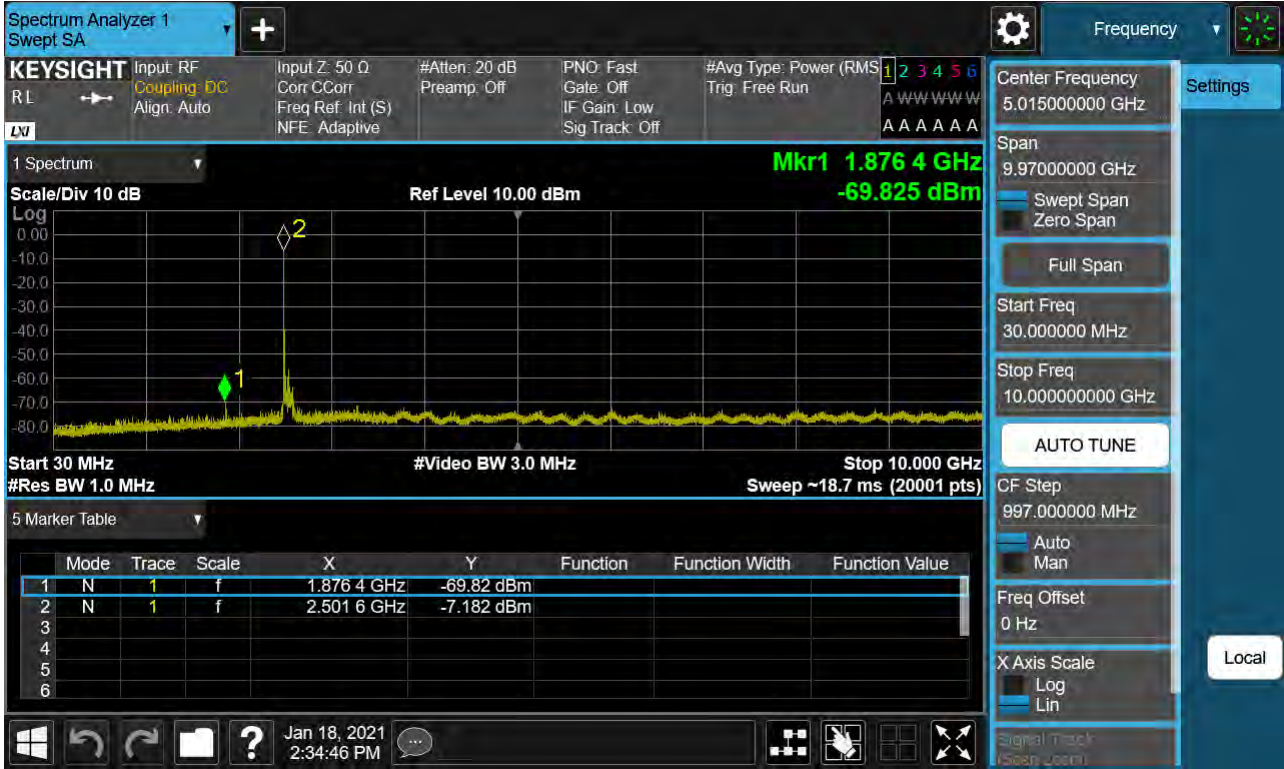 Spectrum Analyzer 1
Swept SA
Frequency
KEYSIGHT
RL
LXI
Input: RF
Coupling: DC
Align: Auto
Input Z: 50 Ω
Corr CCorr
Freq Ref: Int (S)
NFE: Adaptive
#Atten: 20 dB
Preamp: Off
PNO: Fast
Gate: Off
IF Gain: Low
Sig Track: Off
#Avg Type: Power (RMS
Trig: Free Run
1 2 3 4 5 6
A W W W W W
A A A A A A
1 Spectrum
Scale/Div 10 dB
Ref Level 10.00 dBm
Mkr1 1.876 4 GHz
-69.825 dBm
Log
0.00
-10.0
-20.0
-30.0
-40.0
-50.0
-60.0
-70.0
-80.0
2
1
Start 30 MHz
#Video BW 3.0 MHz
Stop 10.000 GHz
#Res BW 1.0 MHz
Sweep ~18.7 ms (20001 pts)
5 Marker Table
Mode Trace Scale X Y Function Function Width Function Value
1 N 1 f 1.876 4 GHz -69.82 dBm
2 N 1 f 2.501 6 GHz -7.182 dBm
3
4
5
6
Center Frequency
5.015000000 GHz
Settings
Span
9.97000000 GHz
Swept Span
Zero Span
Full Span
Start Freq
30.000000 MHz
Stop Freq
10.000000000 GHz
AUTO TUNE
CF Step
997.000000 MHz
Auto
Man
Freq Offset
0 Hz
X Axis Scale
Log
Lin
Signal Track
(Span Zoom)
Local
?
Jan 18, 2021
2:34:46 PM